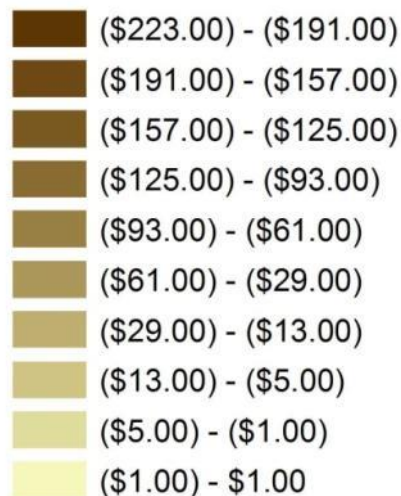 ($223.00) - ($191.00)
($191.00) - ($157.00)
($157.00) - ($125.00)
($125.00) - ($93.00)
($93.00) - ($61.00)
($61.00) - ($29.00)
($29.00) - ($13.00)
($13.00) - ($5.00)
($5.00) - ($1.00)
($1.00) - $1.00